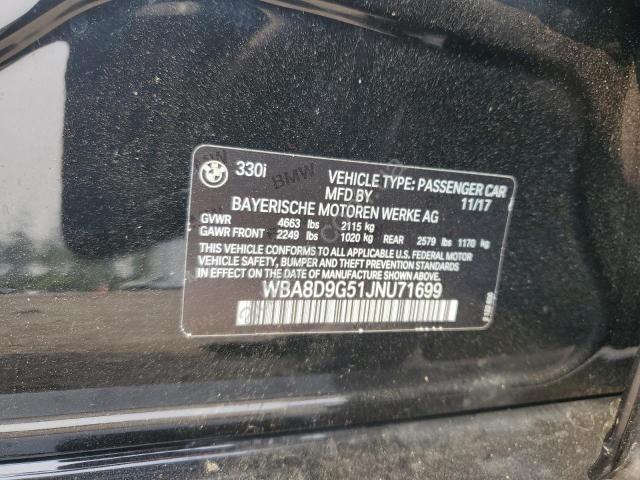 330i
VEHICLE TYPE: PASSENGER CAR
MFD BY 11/17
BAYERISCHE MOTOREN WERKE AG
GVWR 4663 lbs 2115 kg
GAWR FRONT 2249 lbs 1020 kg REAR 2579 lbs 1170 kg
THIS VEHICLE CONFORMS TO ALL APPLICABLE U.S. FEDERAL MOTOR
VEHICLE SAFETY, BUMPER AND THEFT PREVENTION STANDARDS
IN EFFECT ON THE DATE OF MANUFACTURE SHOWN ABOVE.
WBA8D9G51JNU71699
BMW